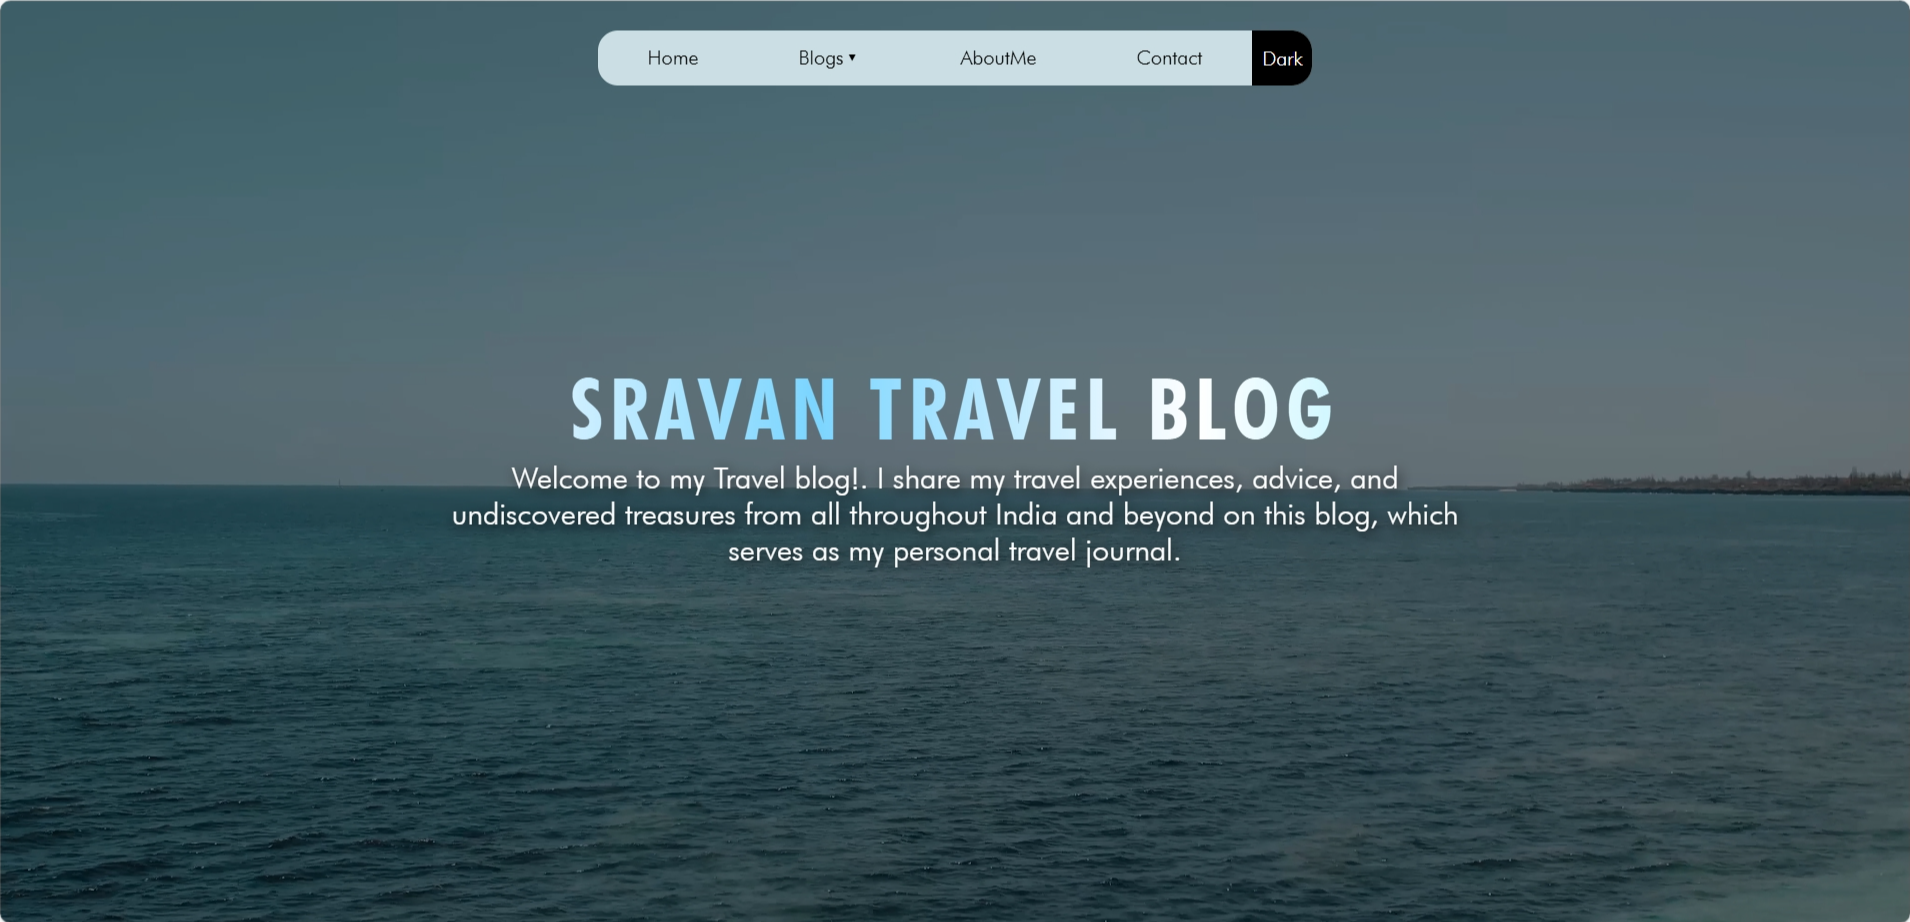 Home Blogs ▾ AboutMe Contact Dark
SRAVAN TRAVEL BLOG
Welcome to my Travel blog!. I share my travel experiences, advice, and
undiscovered treasures from all throughout India and beyond on this blog, which
serves as my personal travel journal.